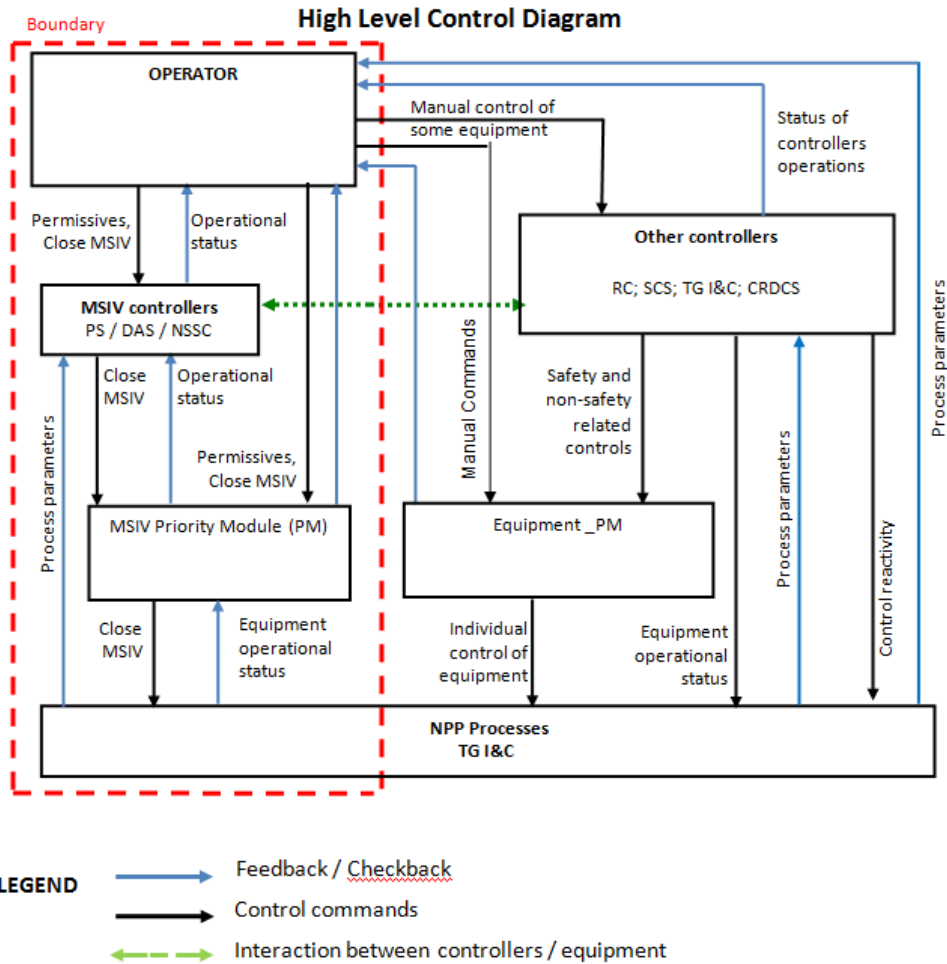 High Level Control Diagram
Boundary
OPERATOR
Manual control of
some equipment
Status of
controllers
operations
Permissives,
Close MSIV
Operational
status
Other controllers
RC; SCS; TG I&C; CRDCS
MSIV controllers
PS / DAS / NSSC
Process parameters
Close
MSIV
Operational
status
Manual Commands
Safety and
non-safety
related
controls
Permissives,
Close MSIV
Process parameters
Process parameters
Control reactivity
MSIV Priority Module (PM)
Equipment _PM
Close
MSIV
Equipment
operational
status
Individual
control of
equipment
Equipment
operational
status
NPP Processes
TG I&C
LEGEND
Feedback / Checkback
Control commands
Interaction between controllers / equipment